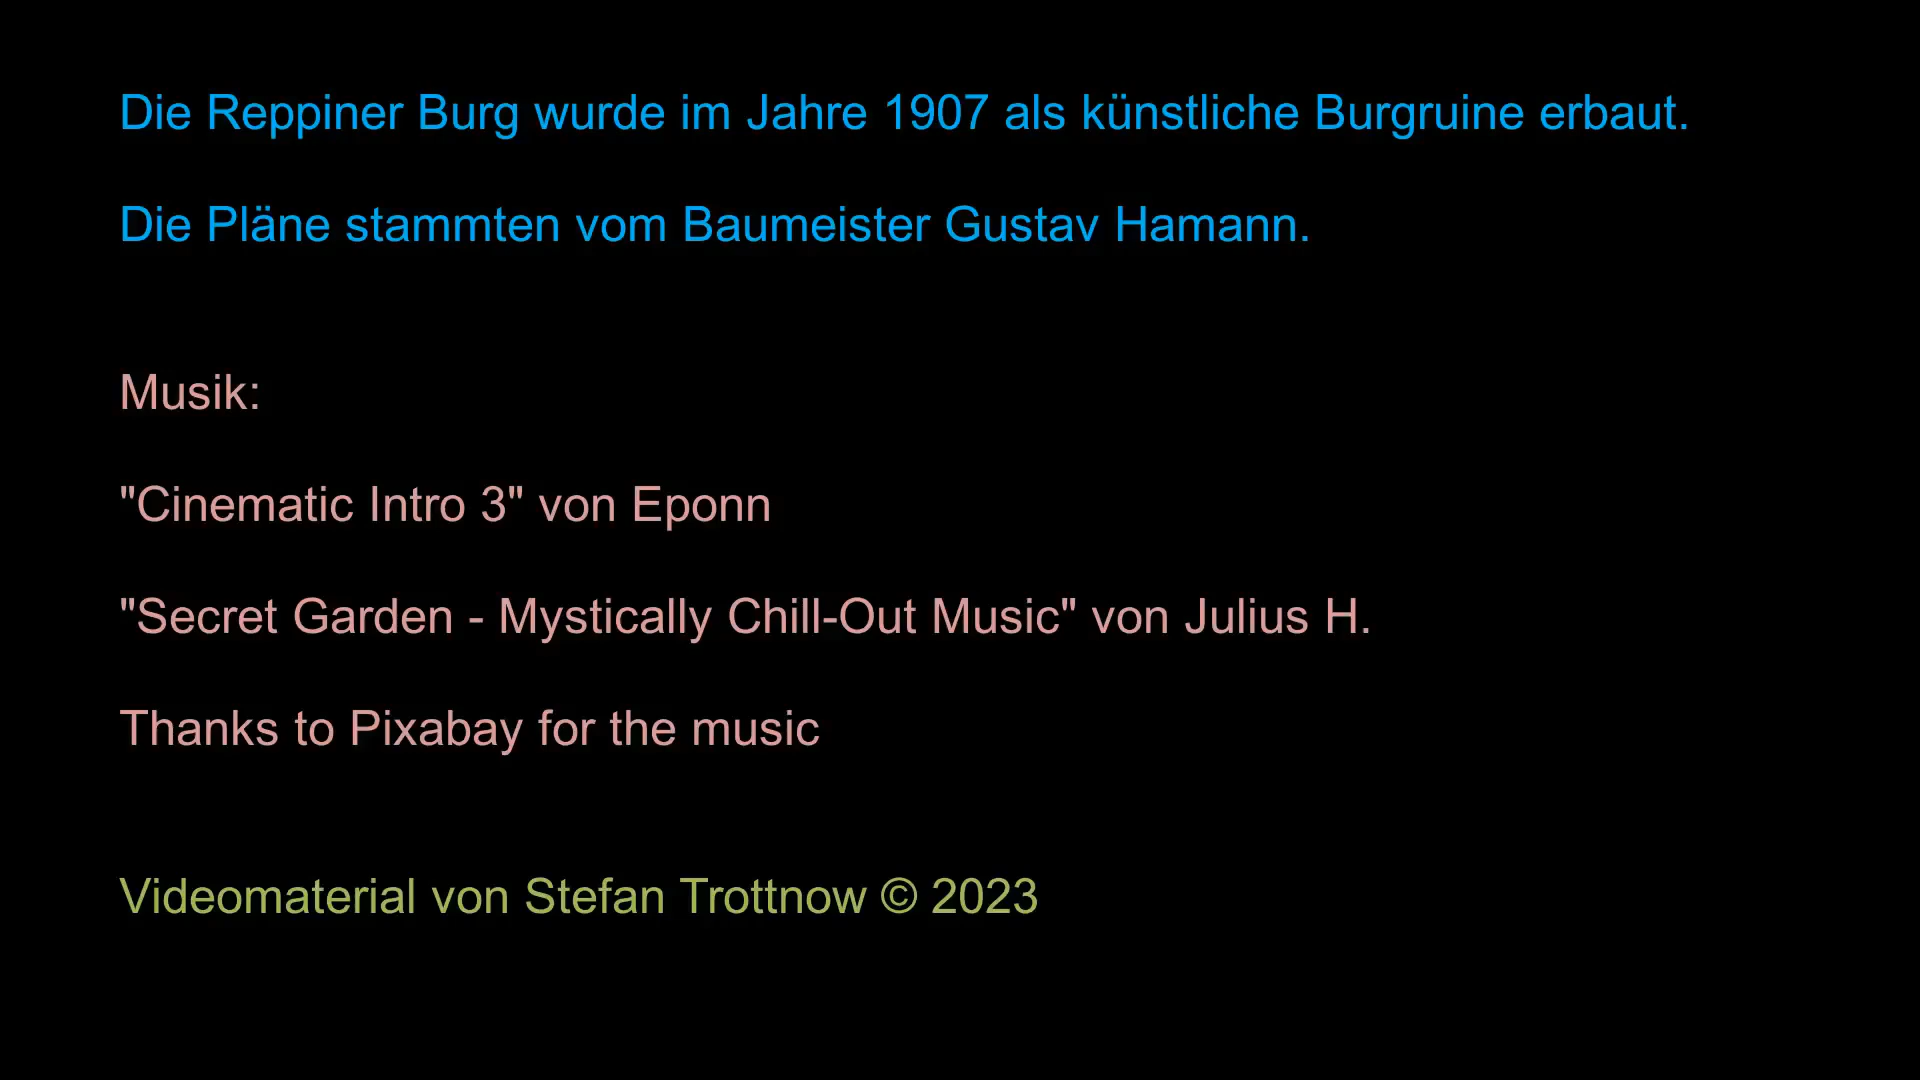 Die Reppiner Burg wurde im Jahre 1907 als künstliche Burgruine erbaut.
Die Pläne stammten vom Baumeister Gustav Hamann.
Musik:
"Cinematic Intro 3" von Eponn
"Secret Garden - Mystically Chill-Out Music" von Julius H.
Thanks to Pixabay for the music
Videomaterial von Stefan Trottnow © 2023